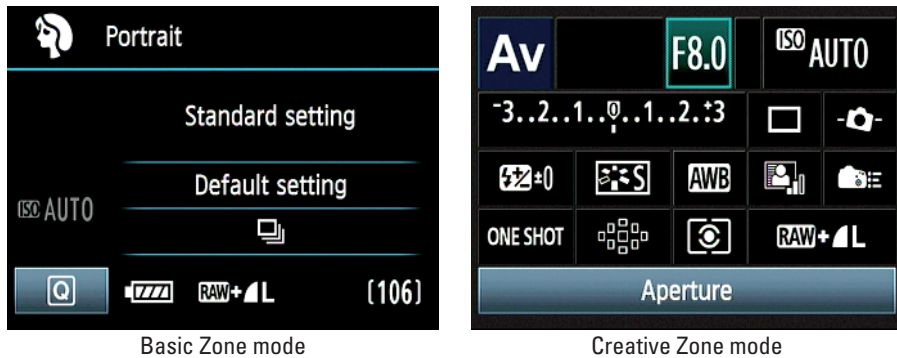 Portrait
Standard setting
Default setting
ISO AUTO
Q
RAW+L
(106)
Basic Zone mode
Av
F8.0
ISO AUTO
-3..2..1..0..1..2.+3
±0
S
AWB
ONE SHOT
RAW+L
Aperture
Creative Zone mode